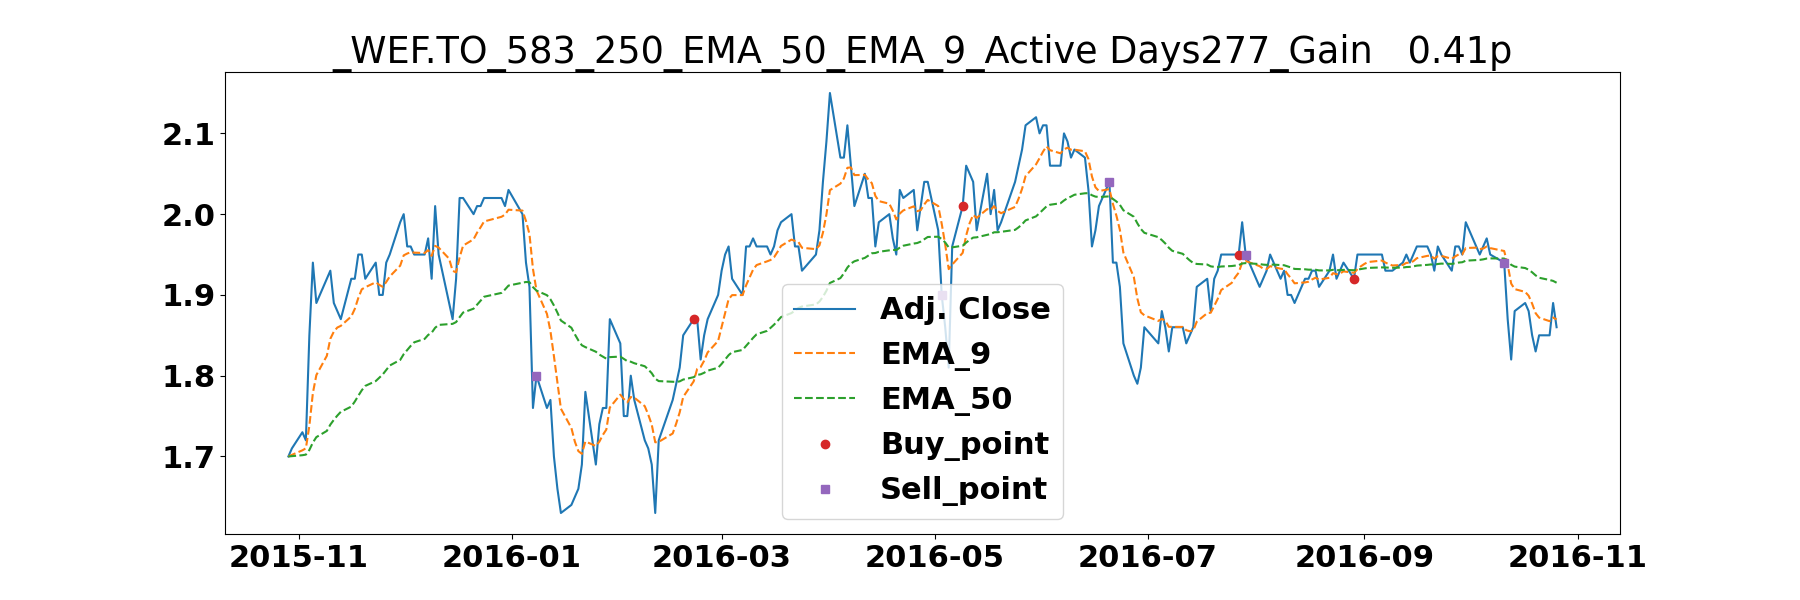 _WEF.TO_583_250_EMA_50_EMA_9_Active Days277_Gain   0.41p
2.1
2.0
1.9
1.8
1.7
Adj. Close
EMA_9
EMA_50
Buy_point
Sell_point
2015-11 2016-01 2016-03 2016-05 2016-07 2016-09 2016-11